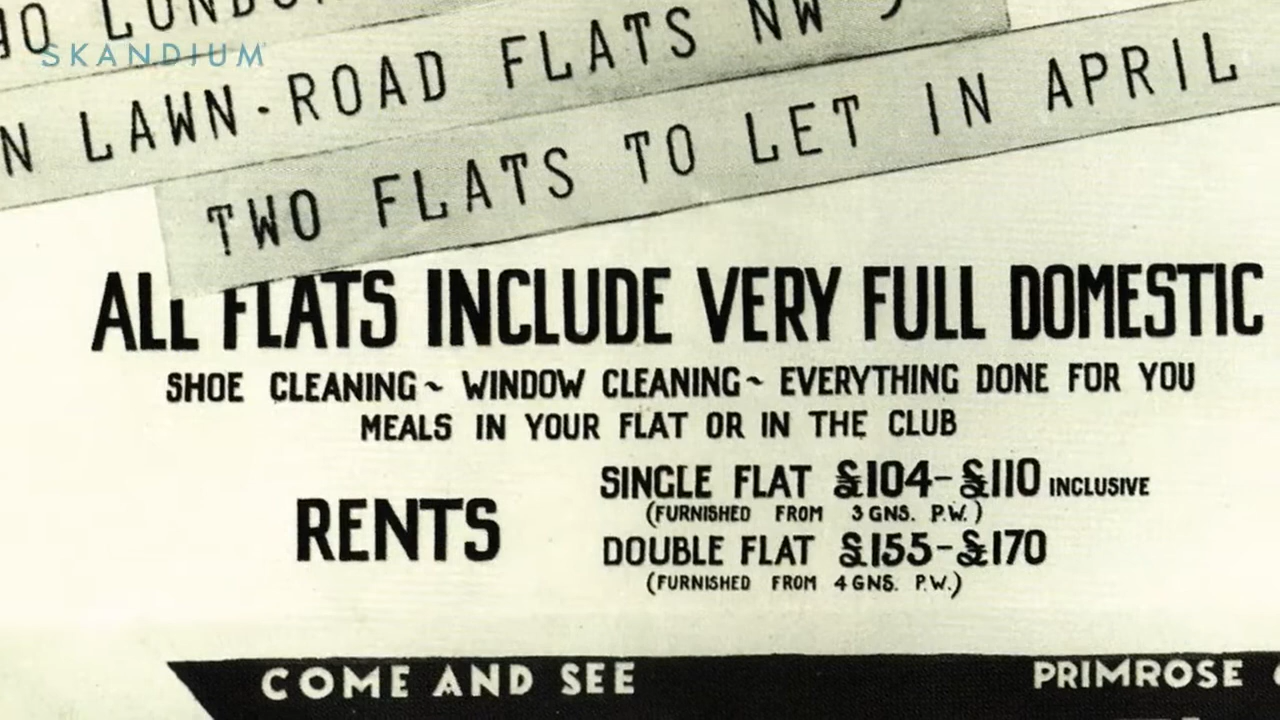 LONDON
SKANDIUM
LAWN-ROAD FLATS NW
TWO FLATS TO LET IN APRIL
ALL FLATS INCLUDE VERY FULL DOMESTIC
SHOE CLEANING ~ WINDOW CLEANING ~ EVERYTHING DONE FOR YOU
MEALS IN YOUR FLAT OR IN THE CLUB
RENTS
SINGLE FLAT £104-£110 INCLUSIVE
(FURNISHED FROM 3 GNS. P.W.)
DOUBLE FLAT £155-£170
(FURNISHED FROM 4 GNS. P.W.)
COME AND SEE
PRIMROSE